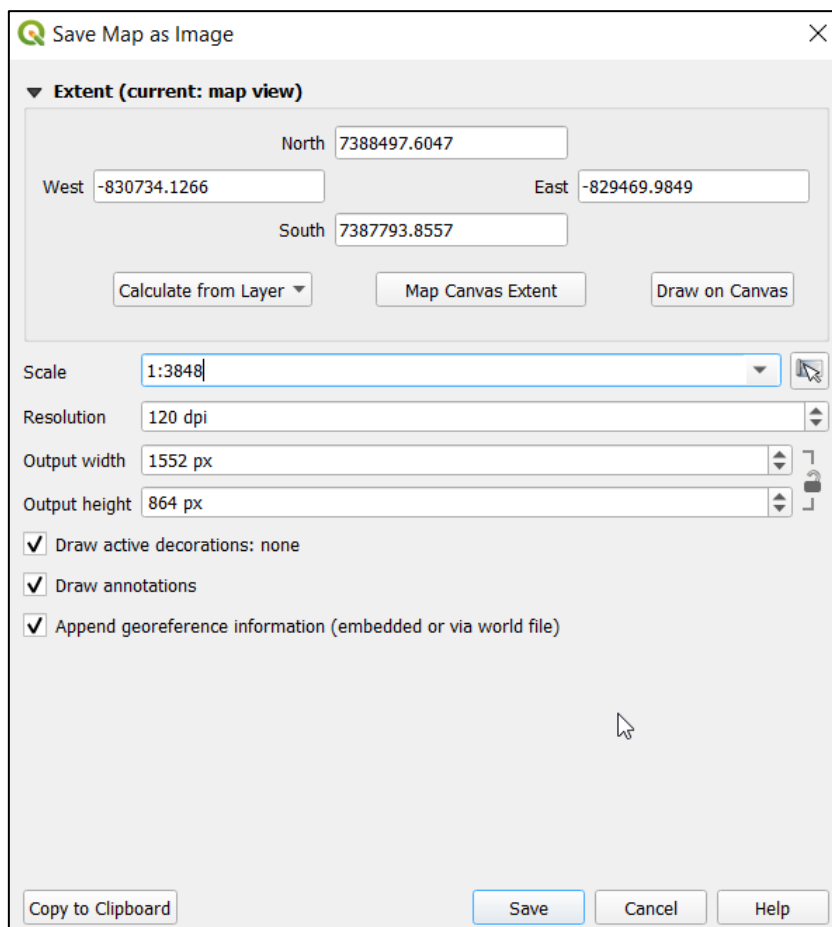 Save Map as Image
Extent (current: map view)
North 7388497.6047
West -830734.1266 East -829469.9849
South 7387793.8557
Calculate from Layer Map Canvas Extent Draw on Canvas
Scale 1:3848
Resolution 120 dpi
Output width 1552 px
Output height 864 px
Draw active decorations: none
Draw annotations
Append georeference information (embedded or via world file)
Copy to Clipboard Save Cancel Help